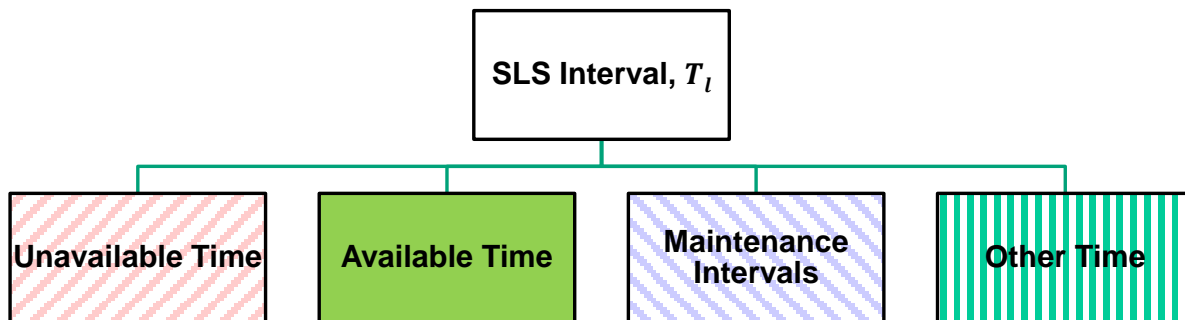 SLS Interval, T_l
Unavailable Time
Available Time
Maintenance
Intervals
Other Time